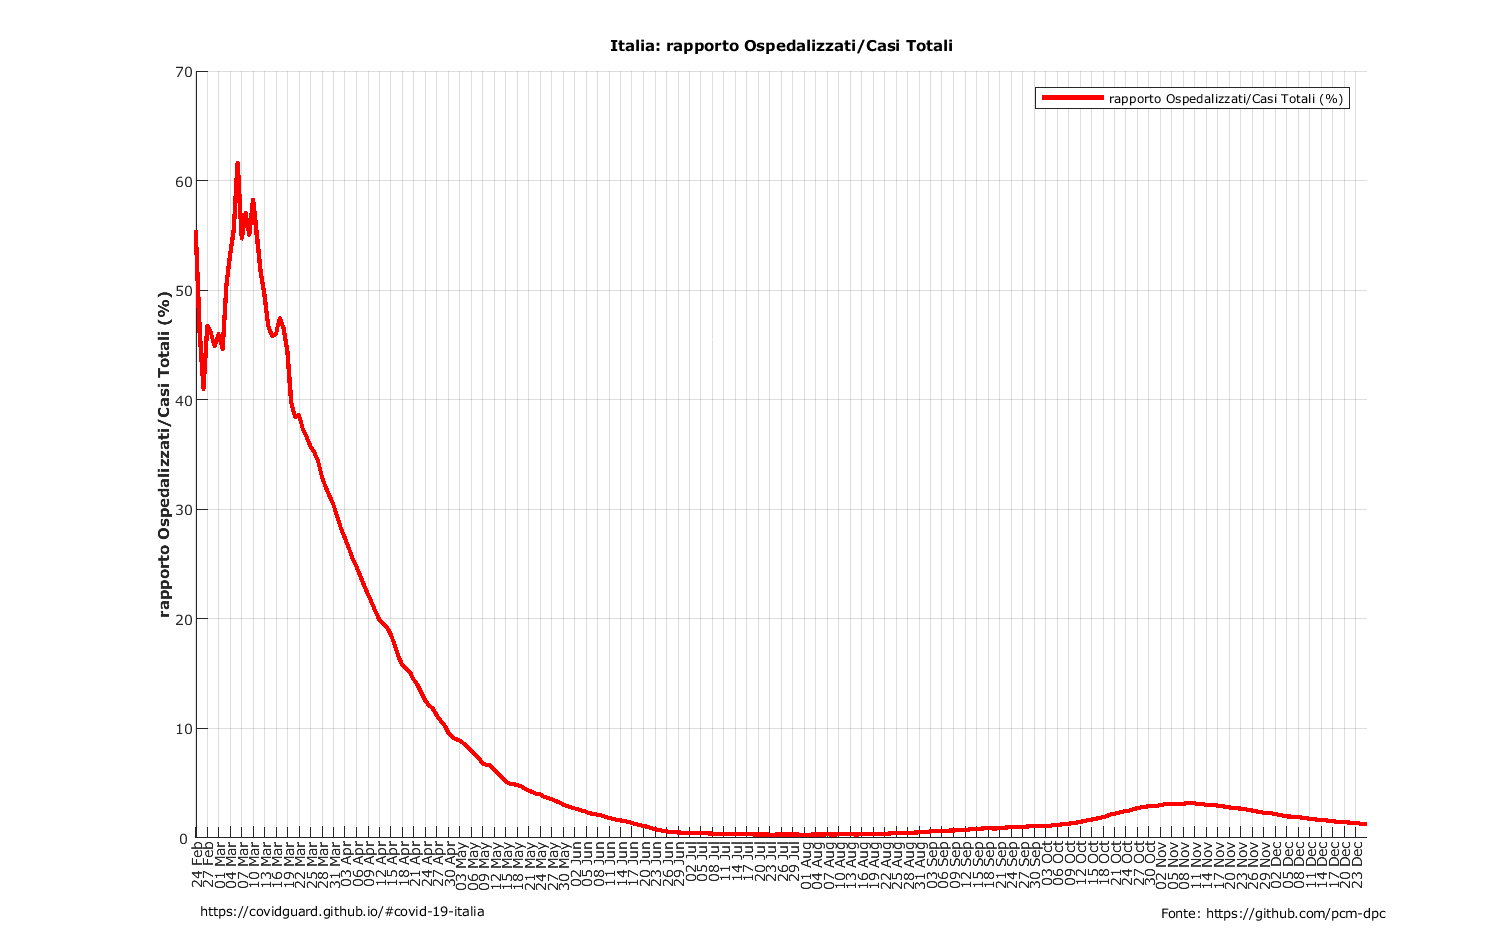 Italia: rapporto Ospedalizzati/Casi Totali
rapporto Ospedalizzati/Casi Totali (%)
rapporto Ospedalizzati/Casi Totali (%)
70
60
50
40
30
20
10
0
24 Feb
27 Feb
01 Mar
04 Mar
07 Mar
10 Mar
13 Mar
16 Mar
19 Mar
22 Mar
25 Mar
28 Mar
31 Mar
03 Apr
06 Apr
09 Apr
12 Apr
15 Apr
18 Apr
21 Apr
24 Apr
27 Apr
30 Apr
03 May
06 May
09 May
12 May
15 May
18 May
21 May
24 May
27 May
30 May
02 Jun
05 Jun
08 Jun
11 Jun
14 Jun
17 Jun
20 Jun
23 Jun
26 Jun
29 Jun
02 Jul
05 Jul
08 Jul
11 Jul
14 Jul
17 Jul
20 Jul
23 Jul
26 Jul
29 Jul
01 Aug
04 Aug
07 Aug
10 Aug
13 Aug
16 Aug
19 Aug
22 Aug
25 Aug
28 Aug
31 Aug
03 Sep
06 Sep
09 Sep
12 Sep
15 Sep
18 Sep
21 Sep
24 Sep
27 Sep
30 Sep
03 Oct
06 Oct
09 Oct
12 Oct
15 Oct
18 Oct
21 Oct
24 Oct
27 Oct
30 Oct
02 Nov
05 Nov
08 Nov
11 Nov
14 Nov
17 Nov
20 Nov
23 Nov
26 Nov
29 Nov
02 Dec
05 Dec
08 Dec
11 Dec
14 Dec
17 Dec
20 Dec
23 Dec
https://covidguard.github.io/#covid-19-italia
Fonte: https://github.com/pcm-dpc